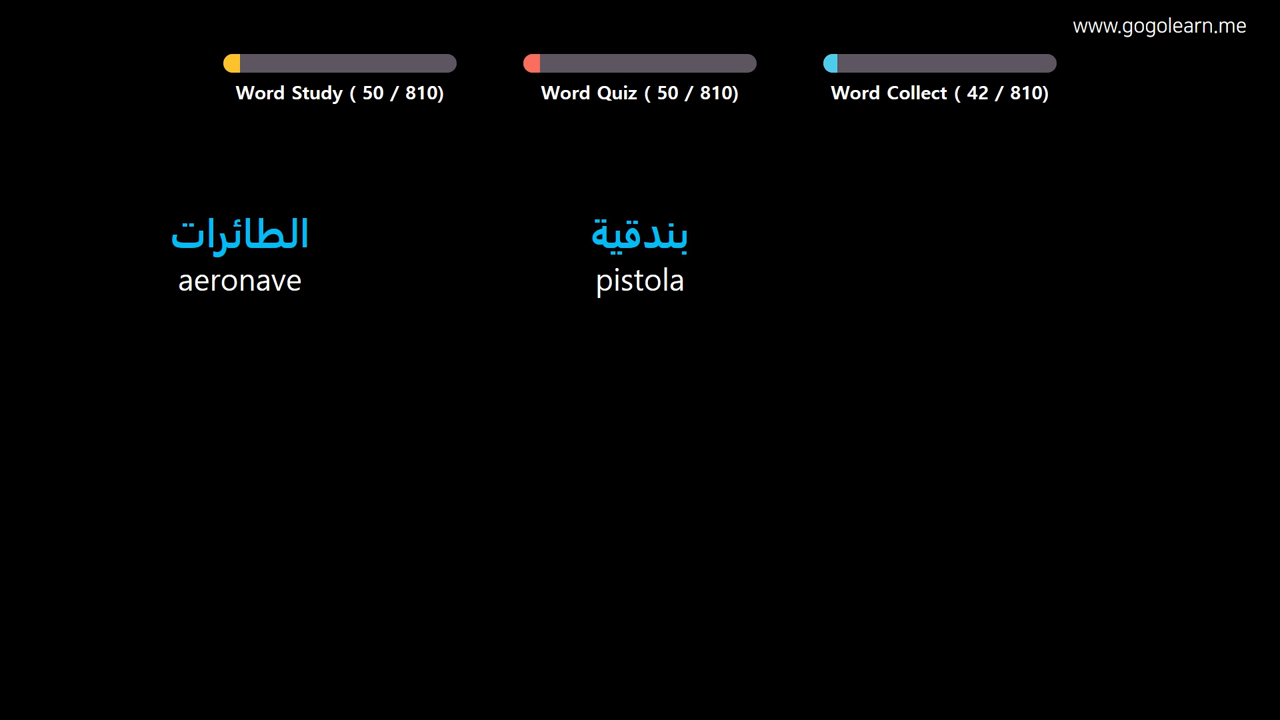 www.gogolearn.me
Word Study ( 50 / 810)
Word Quiz ( 50 / 810)
Word Collect ( 42 / 810)
الطائرات
aeronave
بندقية
pistola